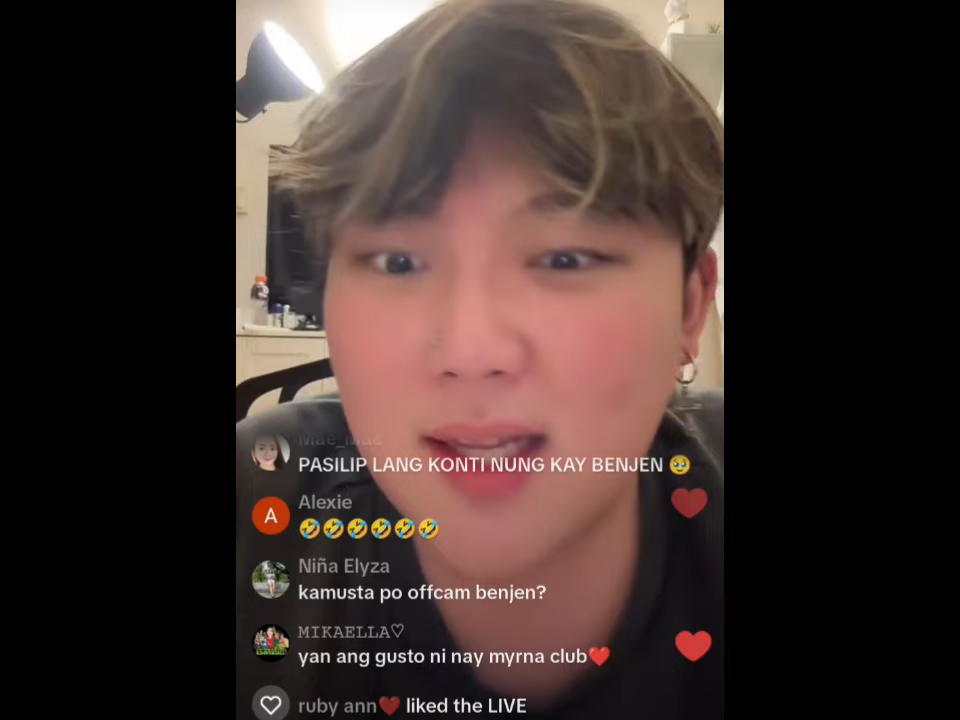 Mae_Mae
PASILIP LANG KONTI NUNG KAY BENJEN 🥹
A
Alexie
🤣🤣🤣🤣🤣🤣
Niña Elyza
kamusta po offcam benjen?
MIKAELLA♡
yan ang gusto ni nay myrna club❤️
ruby ann❤️ liked the LIVE